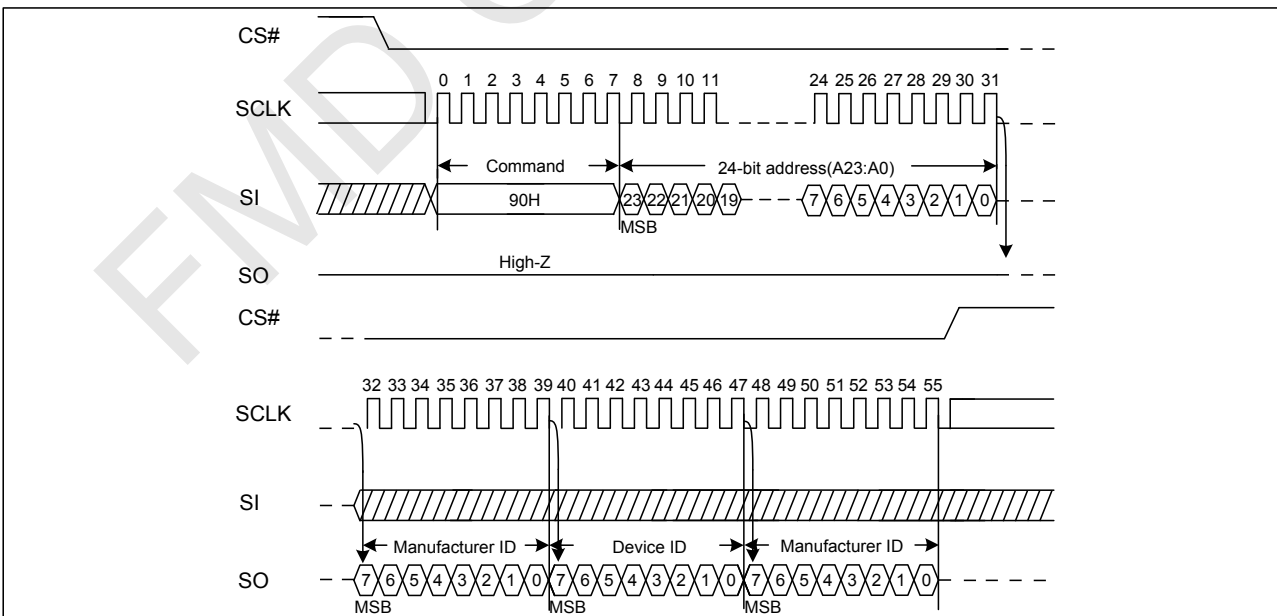 FMD
CS#
0 1 2 3 4 5 6 7 8 9 10 11 24 25 26 27 28 29 30 31
SCLK
Command
24-bit address(A23:A0)
SI
90H
23 22 21 20 19 7 6 5 4 3 2 1 0
MSB
High-Z
SO
CS#
32 33 34 35 36 37 38 39 40 41 42 43 44 45 46 47 48 49 50 51 52 53 54 55
SCLK
SI
Manufacturer ID Device ID Manufacturer ID
SO
7 6 5 4 3 2 1 0 7 6 5 4 3 2 1 0 7 6 5 4 3 2 1 0
MSB MSB MSB